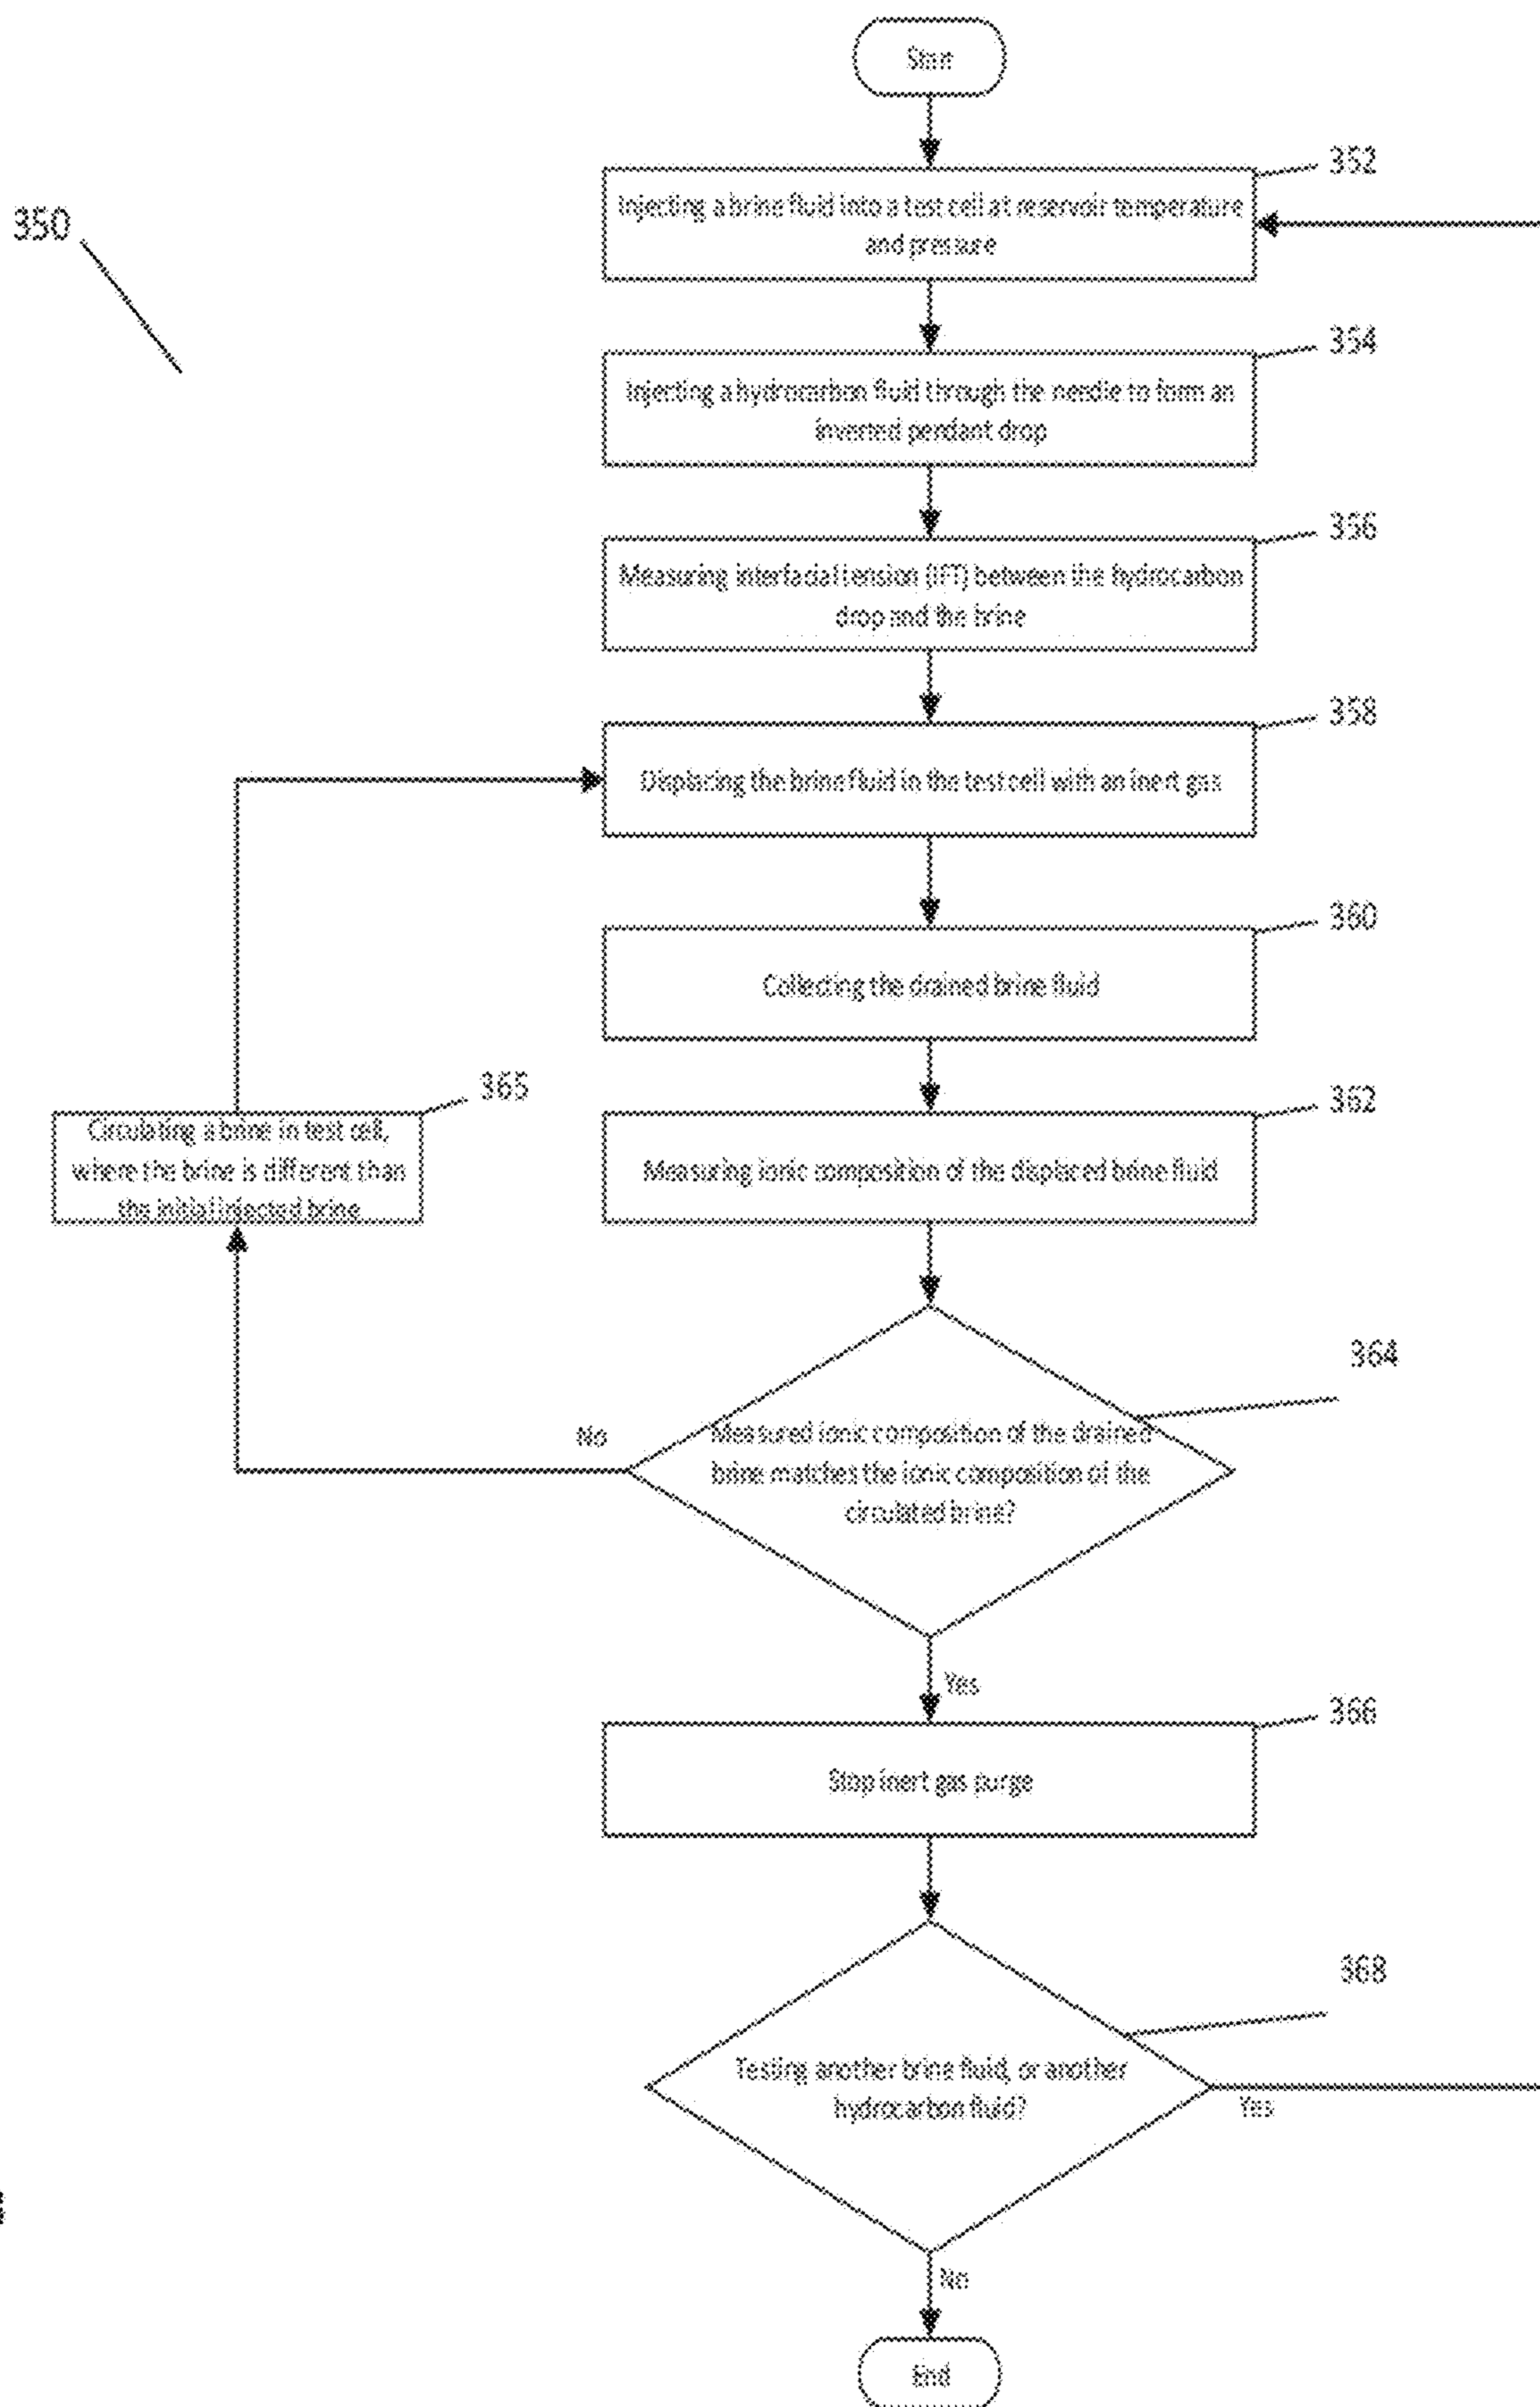 Start
350
352
Injecting a brine fluid into a test cell at reservoir temperature
and pressure
354
Injecting a hydrocarbon fluid through the needle to form an
inverted pendant drop
356
Measuring interfacial tension (IFT) between the hydrocarbon
drop and the brine
358
Displacing the brine fluid in the test cell with an inert gas
360
Collecting the drained brine fluid
365
Circulating a brine in test cell,
where the brine is different than
the initial injected brine
362
Measuring ionic composition of the displaced brine fluid
364
Measured ionic composition of the drained
brine matches the ionic composition of the
circulated brine?
No
Yes
366
Stop inert gas purge
368
Testing another brine fluid, or another
hydrocarbon fluid?
Yes
No
End